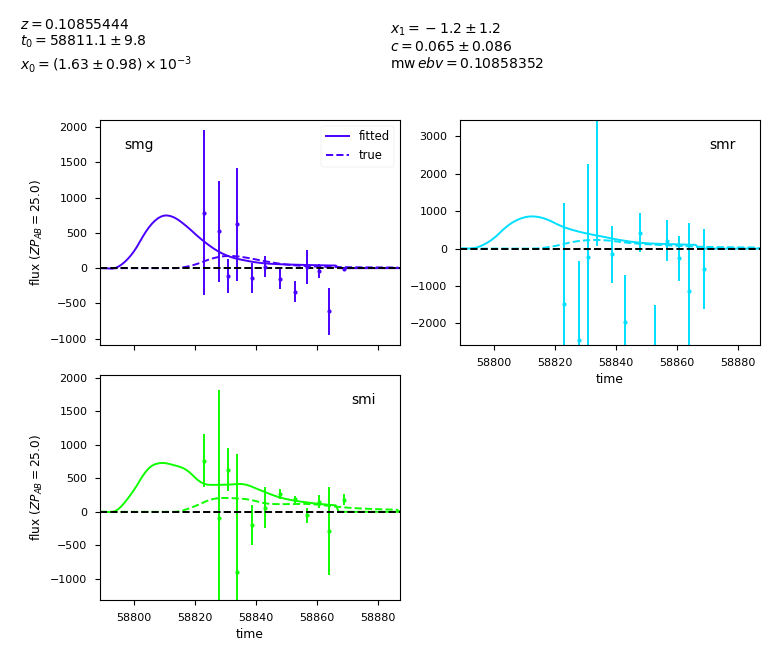 z = 0.10855444
t₀ = 58811.1 ± 9.8
x₀ = (1.63 ± 0.98) × 10⁻³
x₁ = −1.2 ± 1.2
c = 0.065 ± 0.086
mw ebv = 0.10858352
flux (ZP_AB = 25.0)
2000
1500
1000
500
0
−500
−1000
smg
fitted
true
3000
2000
1000
0
−1000
−2000
smr
58800 58820 58840 58860 58880
time
flux (ZP_AB = 25.0)
2000
1500
1000
500
0
−500
−1000
smi
58800 58820 58840 58860 58880
time